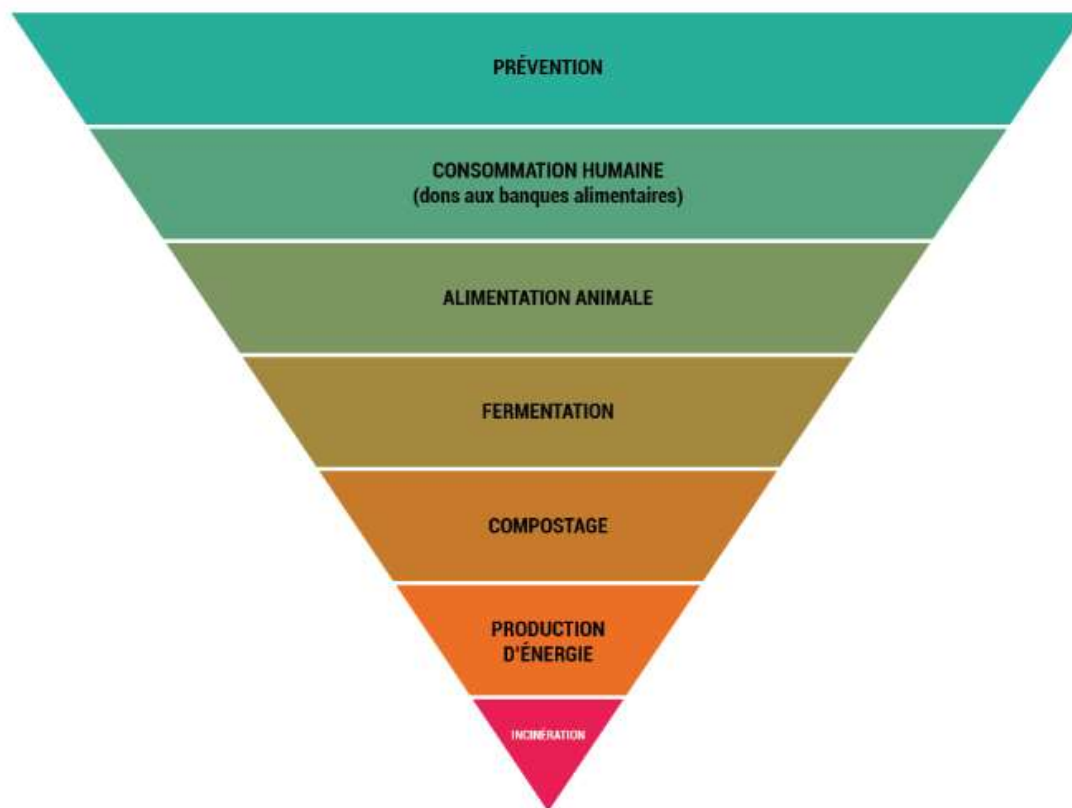 PRÉVENTION
CONSOMMATION HUMAINE
(dons aux banques alimentaires)
ALIMENTATION ANIMALE
FERMENTATION
COMPOSTAGE
PRODUCTION
D'ÉNERGIE
INCINÉRATION